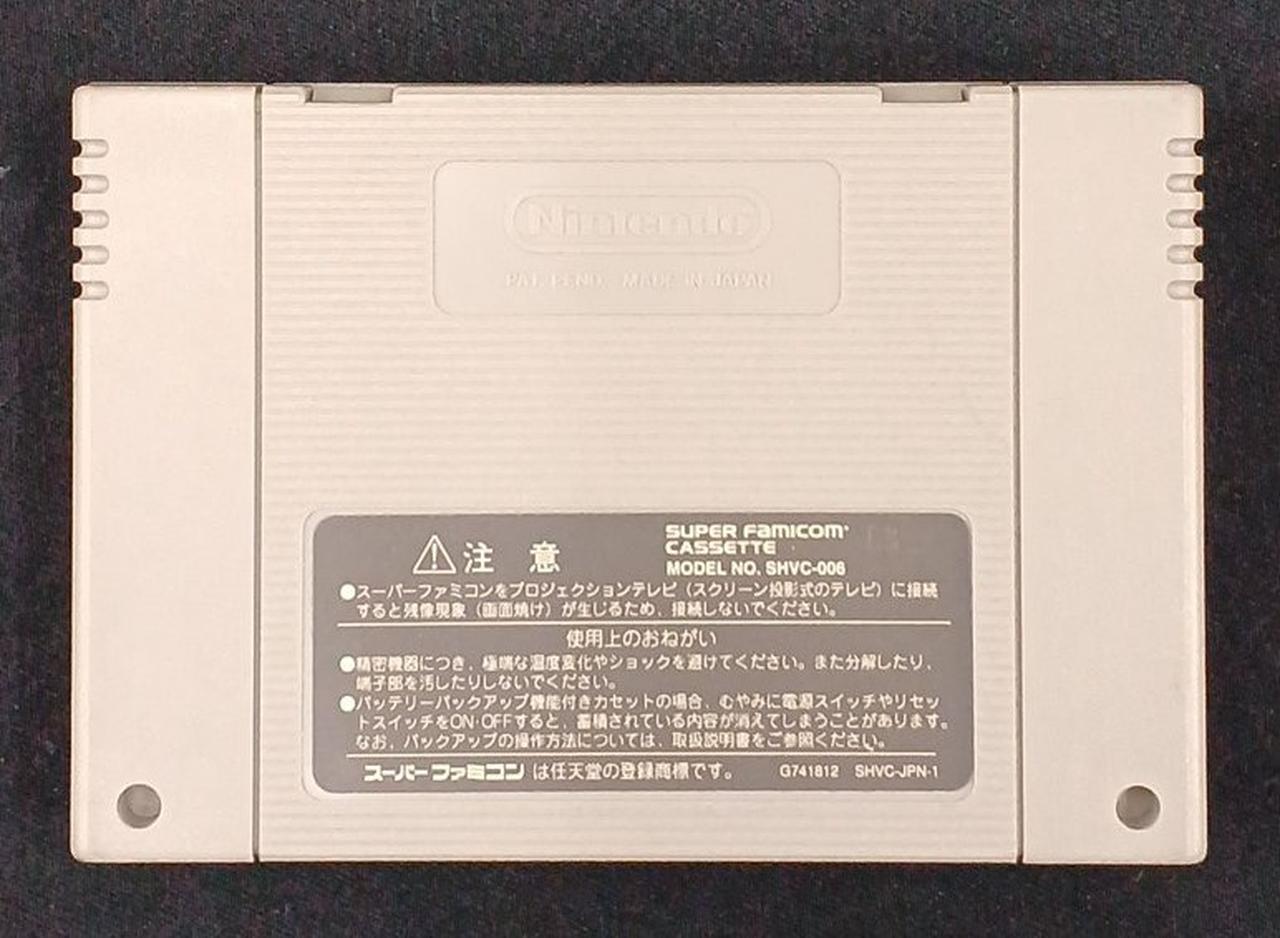 Nintendo
PAT. PEND. MADE IN JAPAN
注 意
SUPER FAMICOM
CASSETTE
MODEL NO. SHVC-006
●スーパーファミコンをプロジェクションテレビ（スクリーン投影式のテレビ）に接続
すると残像現象（画面焼け）が生じるため、接続しないでください。
使用上のおねがい
●精密機器につき、極端な温度変化やショックを避けてください。また分解したり、
端子部を汚したりしないでください。
●バッテリーバックアップ機能付きカセットの場合、むやみに電源スイッチやリセッ
トスイッチをON・OFFすると、蓄積されている内容が消えてしまうことがあります。
なお、バックアップの操作方法については、取扱説明書をご参照ください。
スーパーファミコン は任天堂の登録商標です。 G741812 SHVC-JPN-1